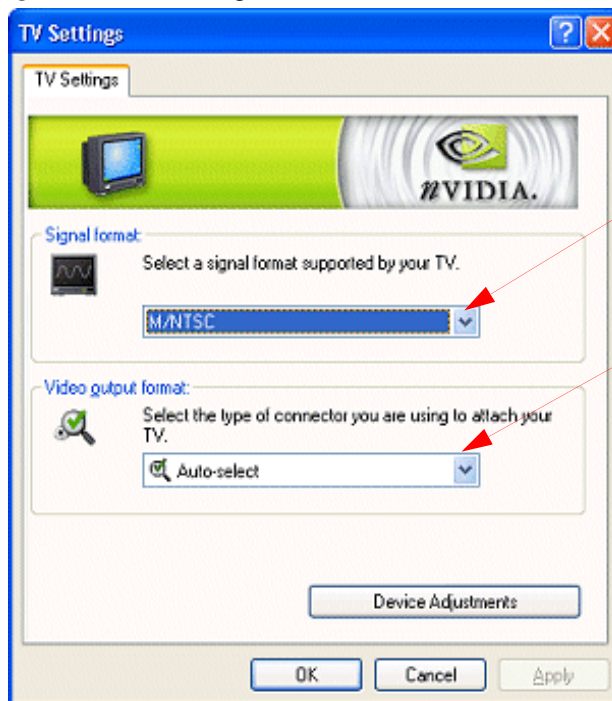 TV Settings
TV Settings
NVIDIA.
Signal format:
Select a signal format supported by your TV.
M/NTSC
Video output format:
Select the type of connector you are using to attach your
TV.
Auto-select
Device Adjustments
OK
Cancel
Apply